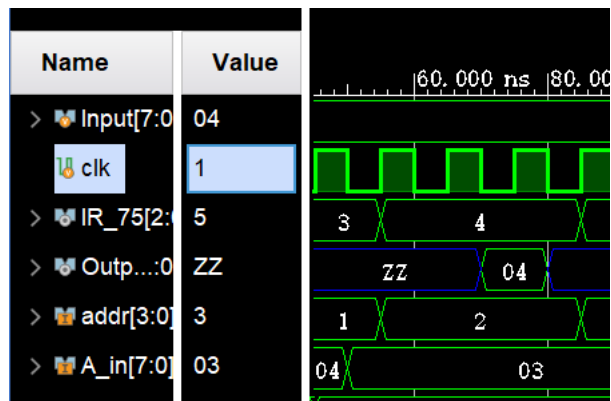 Name Value
60.000 ns 80.00
Input[7:0 04
clk 1
IR_75[2: 5 3 4
Outp...:0 ZZ ZZ 04
addr[3:0] 3 1 2
A_in[7:0] 03 04 03